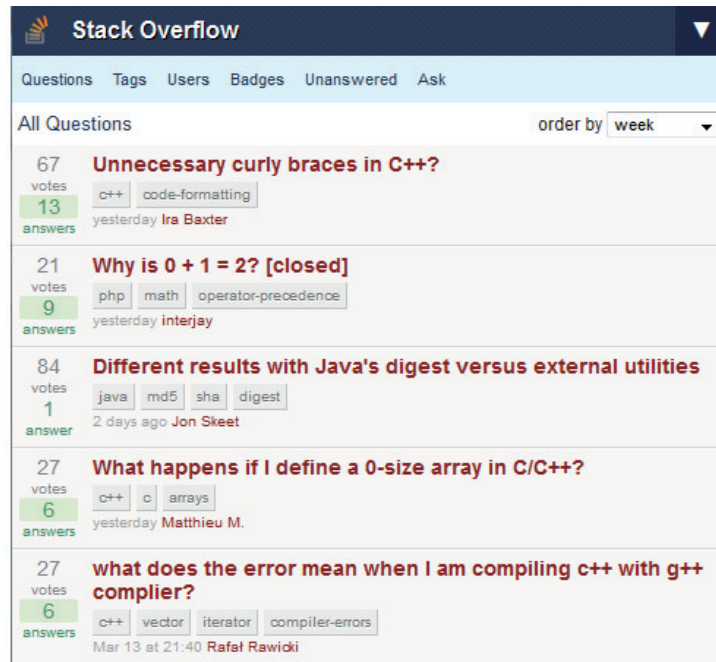 Stack Overflow
Questions Tags Users Badges Unanswered Ask
All Questions order by week
67 votes 13 answers
Unnecessary curly braces in C++?
c++ code-formatting
yesterday Ira Baxter
21 votes 9 answers
Why is 0 + 1 = 2? [closed]
php math operator-precedence
yesterday interjay
84 votes 1 answer
Different results with Java's digest versus external utilities
java md5 sha digest
2 days ago Jon Skeet
27 votes 6 answers
What happens if I define a 0-size array in C/C++?
c++ c arrays
yesterday Matthieu M.
27 votes 6 answers
what does the error mean when I am compiling c++ with g++
complier?
c++ vector iterator compiler-errors
Mar 13 at 21:40 Rafał Rawicki